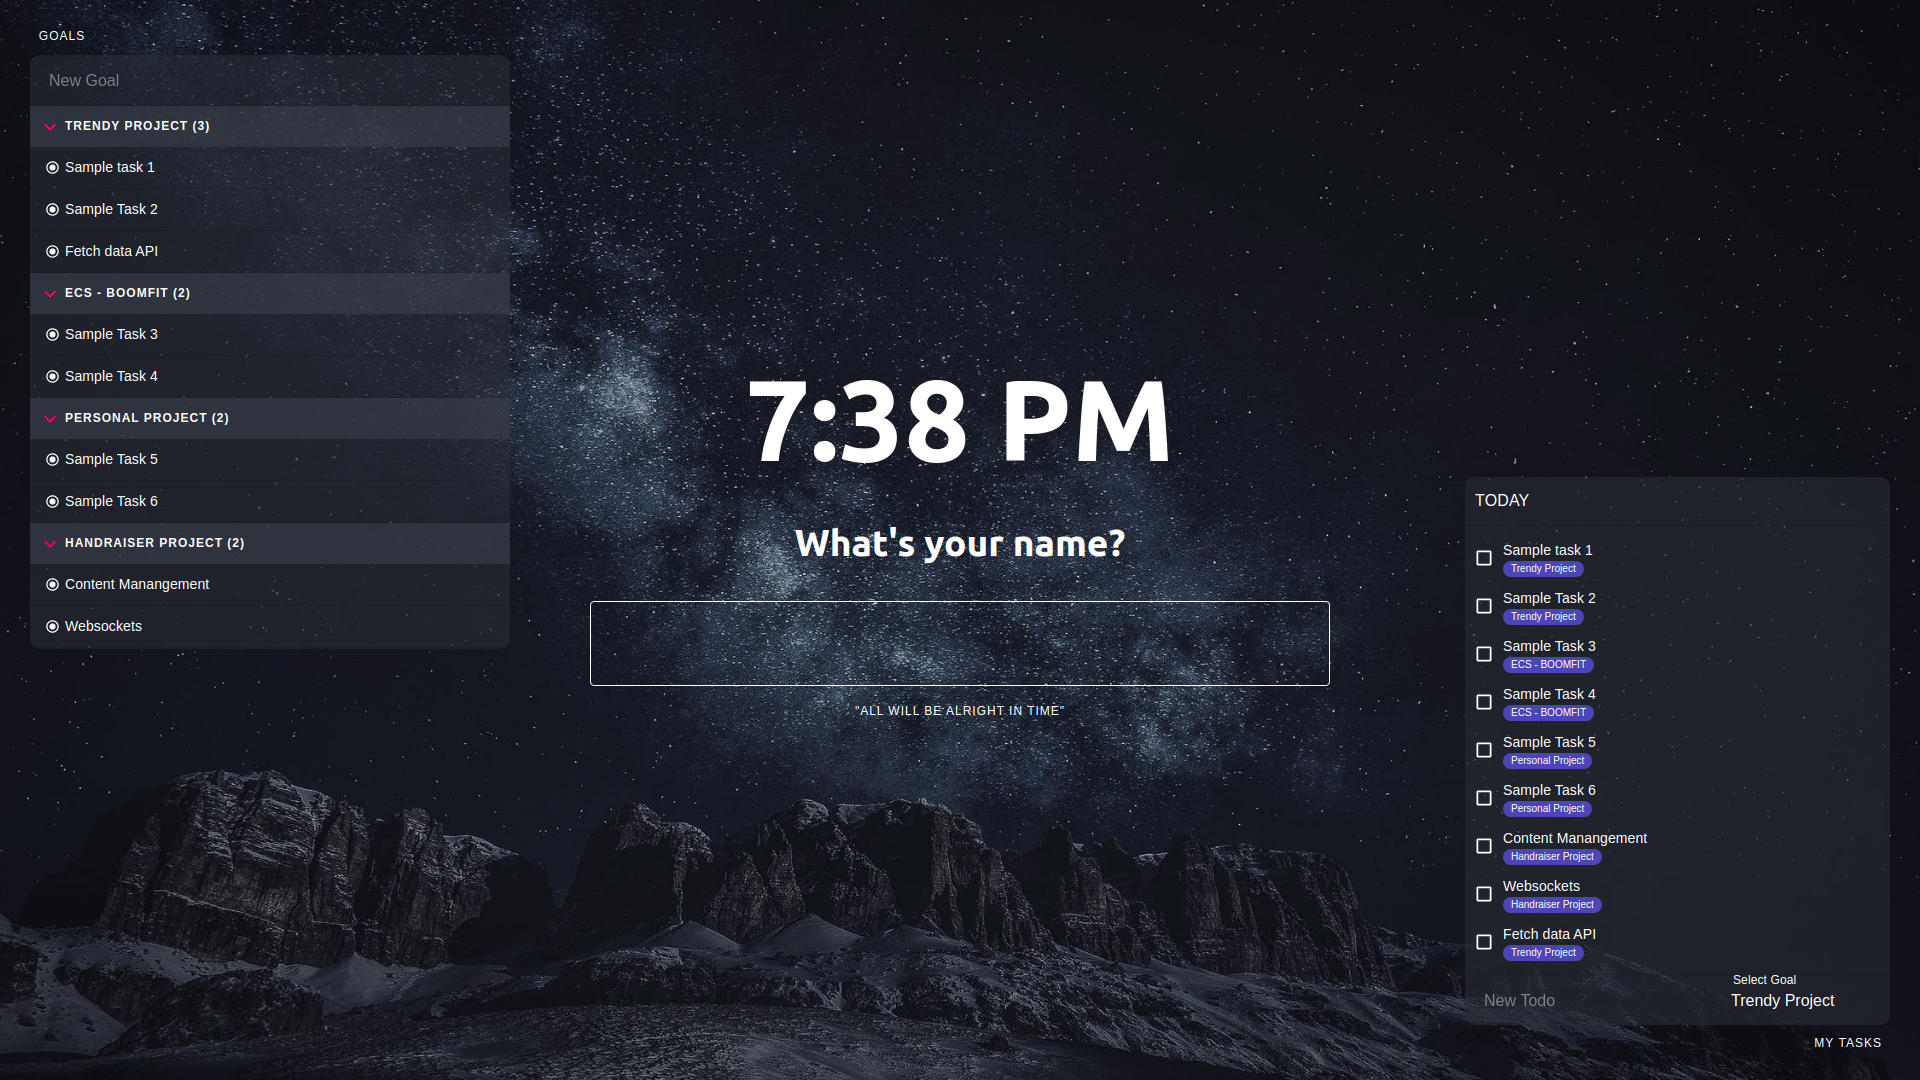 GOALS
New Goal
TRENDY PROJECT (3)
Sample task 1
Sample Task 2
Fetch data API
ECS - BOOMFIT (2)
Sample Task 3
Sample Task 4
PERSONAL PROJECT (2)
Sample Task 5
Sample Task 6
HANDRAISER PROJECT (2)
Content Manangement
Websockets
7:38 PM
What's your name?
"ALL WILL BE ALRIGHT IN TIME"
TODAY
Sample task 1
Trendy Project
Sample Task 2
Trendy Project
Sample Task 3
ECS - BOOMFIT
Sample Task 4
ECS - BOOMFIT
Sample Task 5
Personal Project
Sample Task 6
Personal Project
Content Manangement
Handraiser Project
Websockets
Handraiser Project
Fetch data API
Trendy Project
Select Goal
New Todo
Trendy Project
MY TASKS